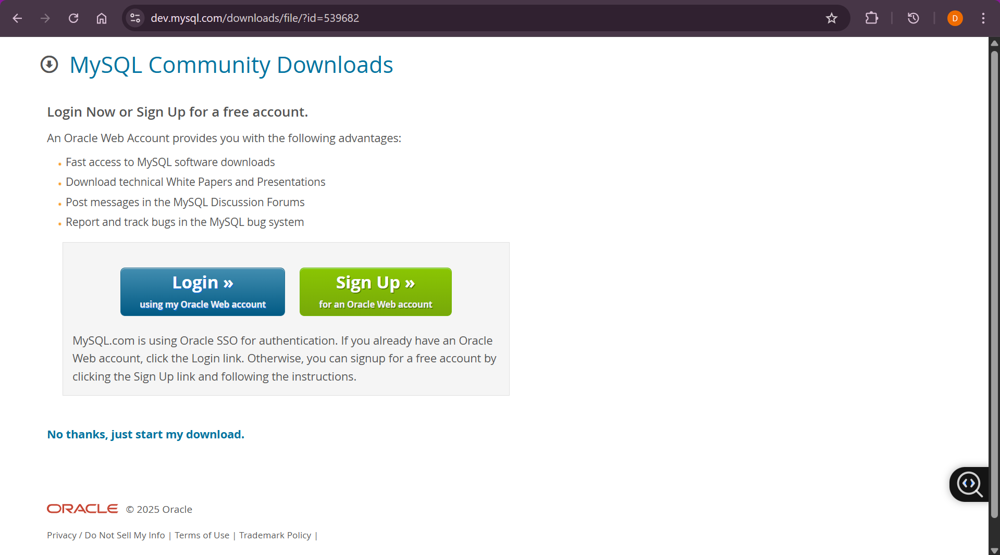 dev.mysql.com/downloads/file/?id=539682
D
MySQL Community Downloads
Login Now or Sign Up for a free account.
An Oracle Web Account provides you with the following advantages:
Fast access to MySQL software downloads
Download technical White Papers and Presentations
Post messages in the MySQL Discussion Forums
Report and track bugs in the MySQL bug system
Login »
using my Oracle Web account
Sign Up »
for an Oracle Web account
MySQL.com is using Oracle SSO for authentication. If you already have an Oracle
Web account, click the Login link. Otherwise, you can signup for a free account by
clicking the Sign Up link and following the instructions.
No thanks, just start my download.
ORACLE © 2025 Oracle
Privacy / Do Not Sell My Info | Terms of Use | Trademark Policy |